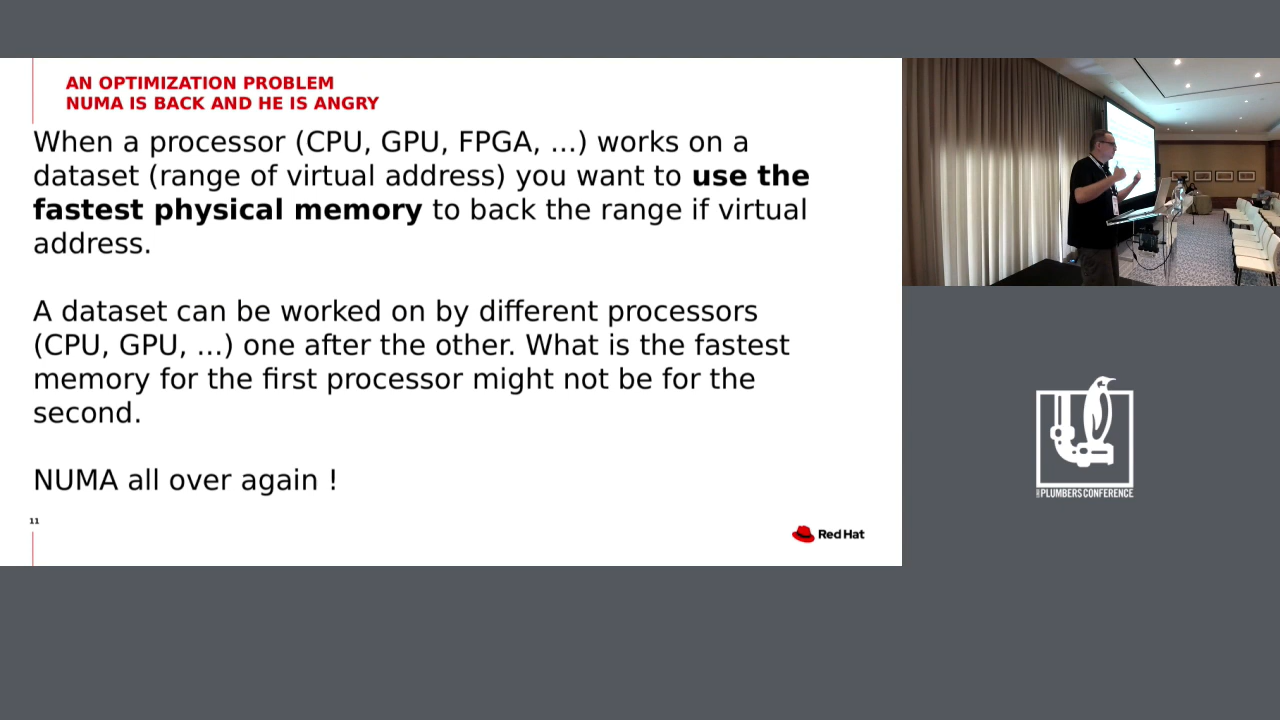 AN OPTIMIZATION PROBLEM
NUMA IS BACK AND HE IS ANGRY
When a processor (CPU, GPU, FPGA, ...) works on a
dataset (range of virtual address) you want to use the
fastest physical memory to back the range if virtual
address.
A dataset can be worked on by different processors
(CPU, GPU, ...) one after the other. What is the fastest
memory for the first processor might not be for the
second.
NUMA all over again !
11
Red Hat
PLUMBERS CONFERENCE